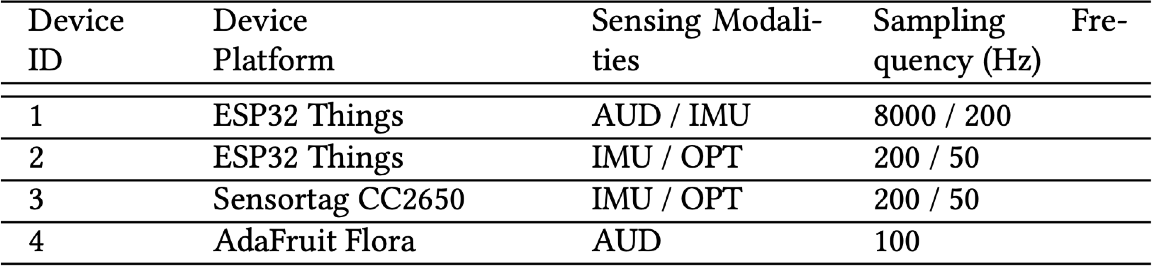 Device Device Sensing Modali- Sampling Fre-
ID Platform ties quency (Hz)
1 ESP32 Things AUD / IMU 8000 / 200
2 ESP32 Things IMU / OPT 200 / 50
3 Sensortag CC2650 IMU / OPT 200 / 50
4 AdaFruit Flora AUD 100